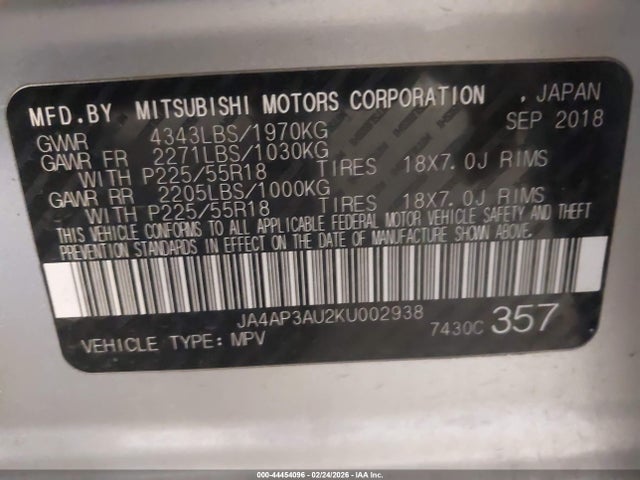 MFD.BY MITSUBISHI MOTORS CORPORATION , JAPAN
GWWR 4343LBS/1970KG SEP 2018
GAWR FR 2271LBS/1030KG
WITH P225/55R18 TIRES 18X7.0J RIMS
GAWR RR 2205LBS/1000KG
WITH P225/55R18 TIRES 18X7.0J RIMS
THIS VEHICLE CONFORMS TO ALL APPLICABLE FEDERAL MOTOR VEHICLE SAFETY AND THEFT
PREVENTION STANDARDS IN EFFECT ON THE DATE OF MANUFACTURE SHOWN ABOVE.
JA4AP3AU2KU002938
VEHICLE TYPE: MPV 7430C 357
000-44454096 - 02/24/2026 - IAA Inc.